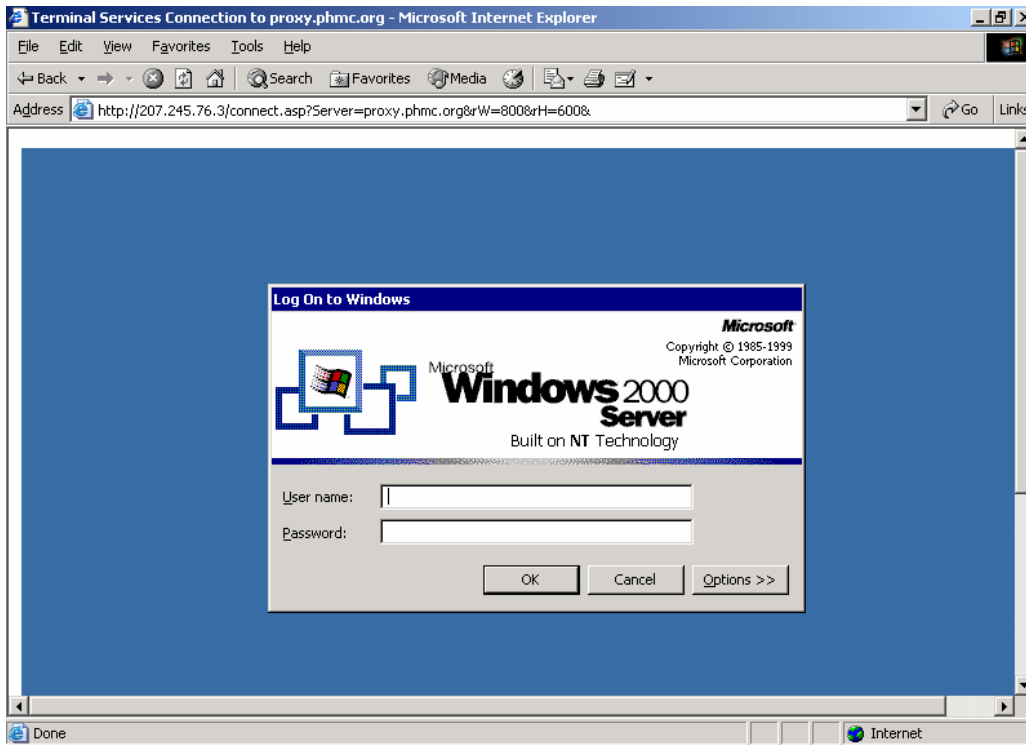 Terminal Services Connection to proxy.phmc.org - Microsoft Internet Explorer
File Edit View Favorites Tools Help
Back Search Favorites Media
Address http://207.245.76.3/connect.asp?Server=proxy.phmc.org&rW=800&rH=600& Go Links
Log On to Windows
Microsoft
Copyright © 1985-1999
Microsoft Corporation
Microsoft
Windows 2000
Server
Built on NT Technology
User name:
Password:
OK Cancel Options >>
Done Internet